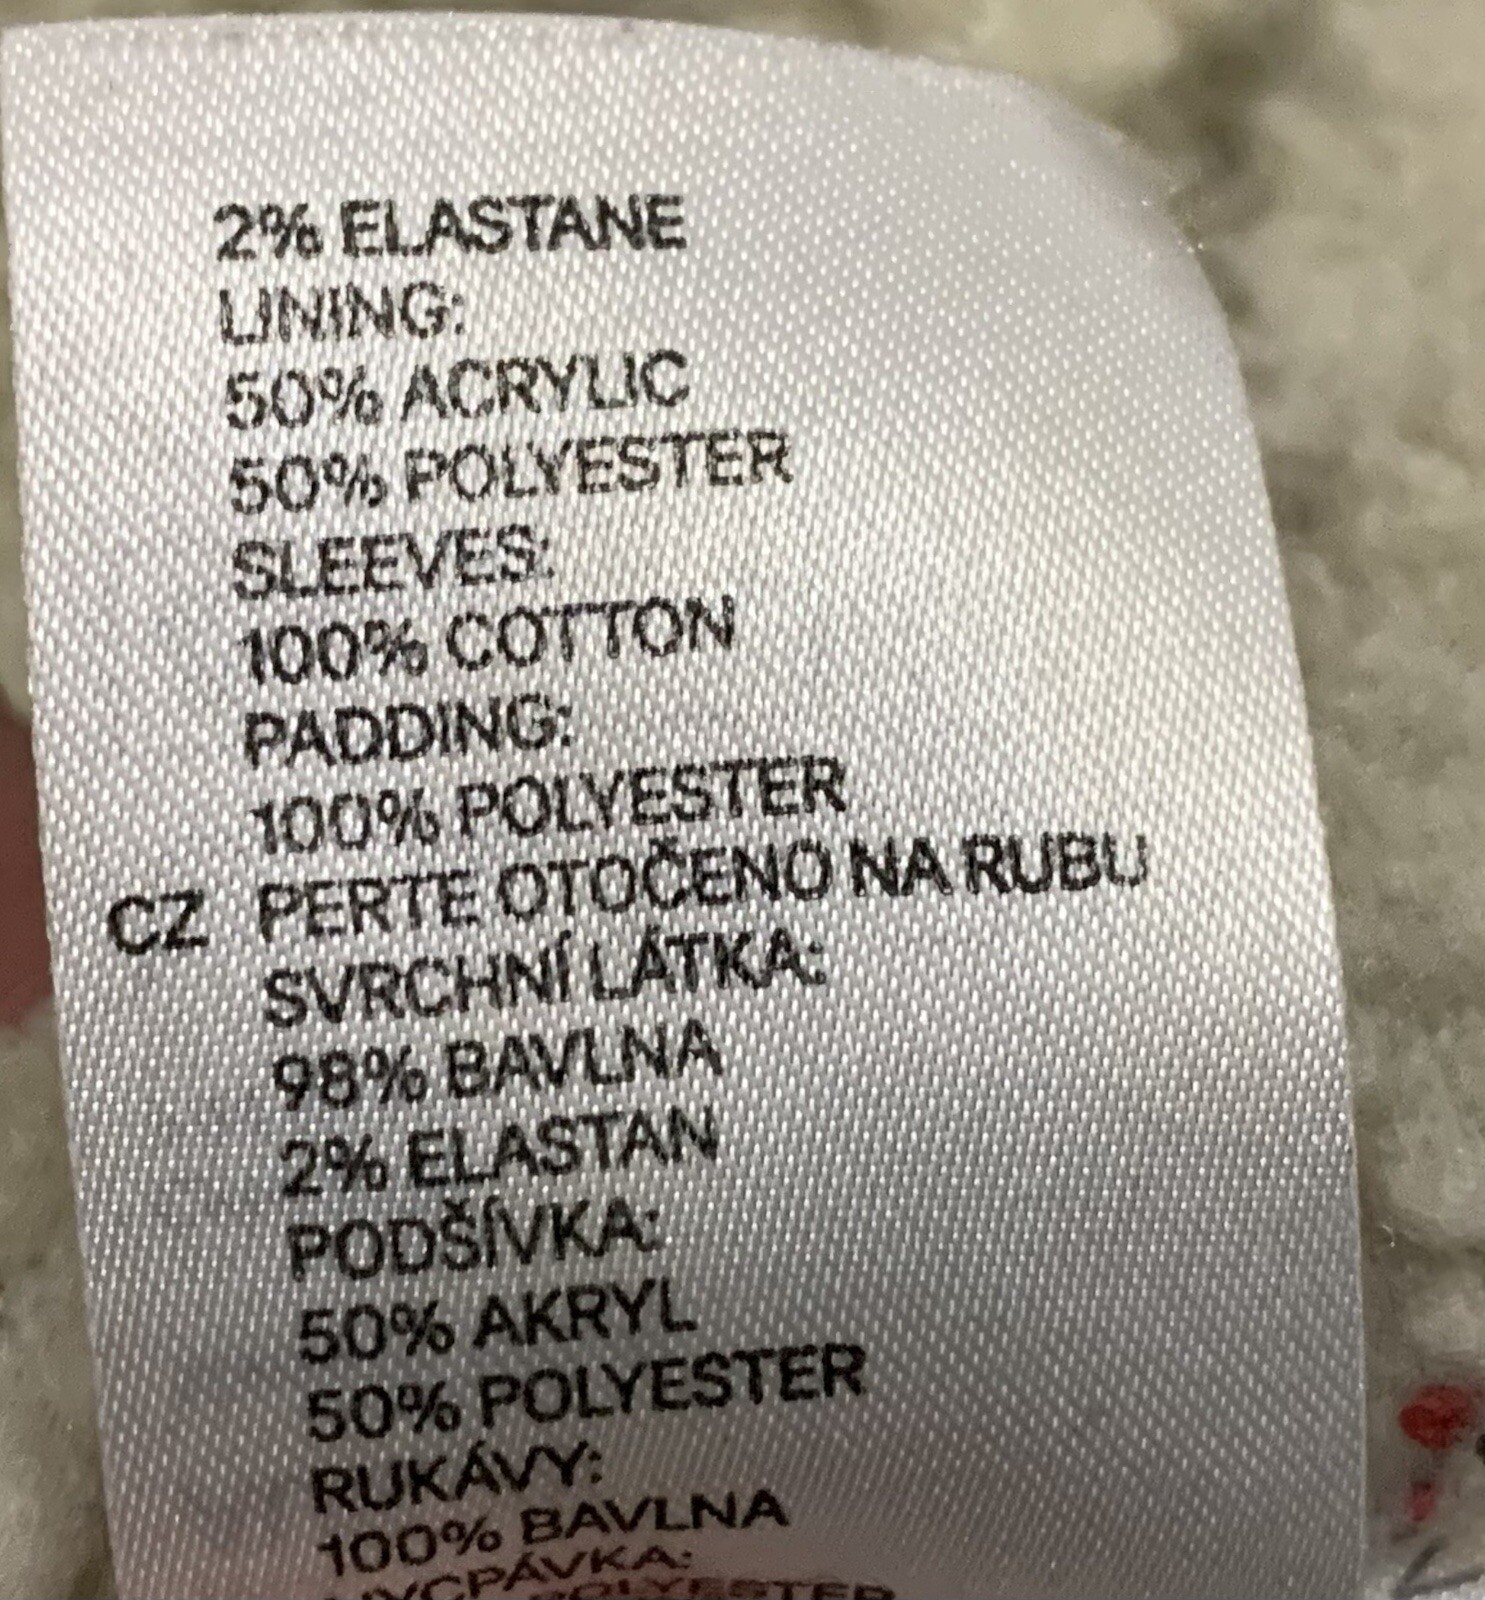 2% ELASTANE
LINING:
50% ACRYLIC
50% POLYESTER
SLEEVES:
100% COTTON
PADDING:
100% POLYESTER
CZ PERTE OTOČENO NA RUBU
SVRCHNÍ LÁTKA:
98% BAVLNA
2% ELASTAN
PODŠÍVKA:
50% AKRYL
50% POLYESTER
RUKÁVY:
100% BAVLNA
VYCPÁVKA:
POLYESTER